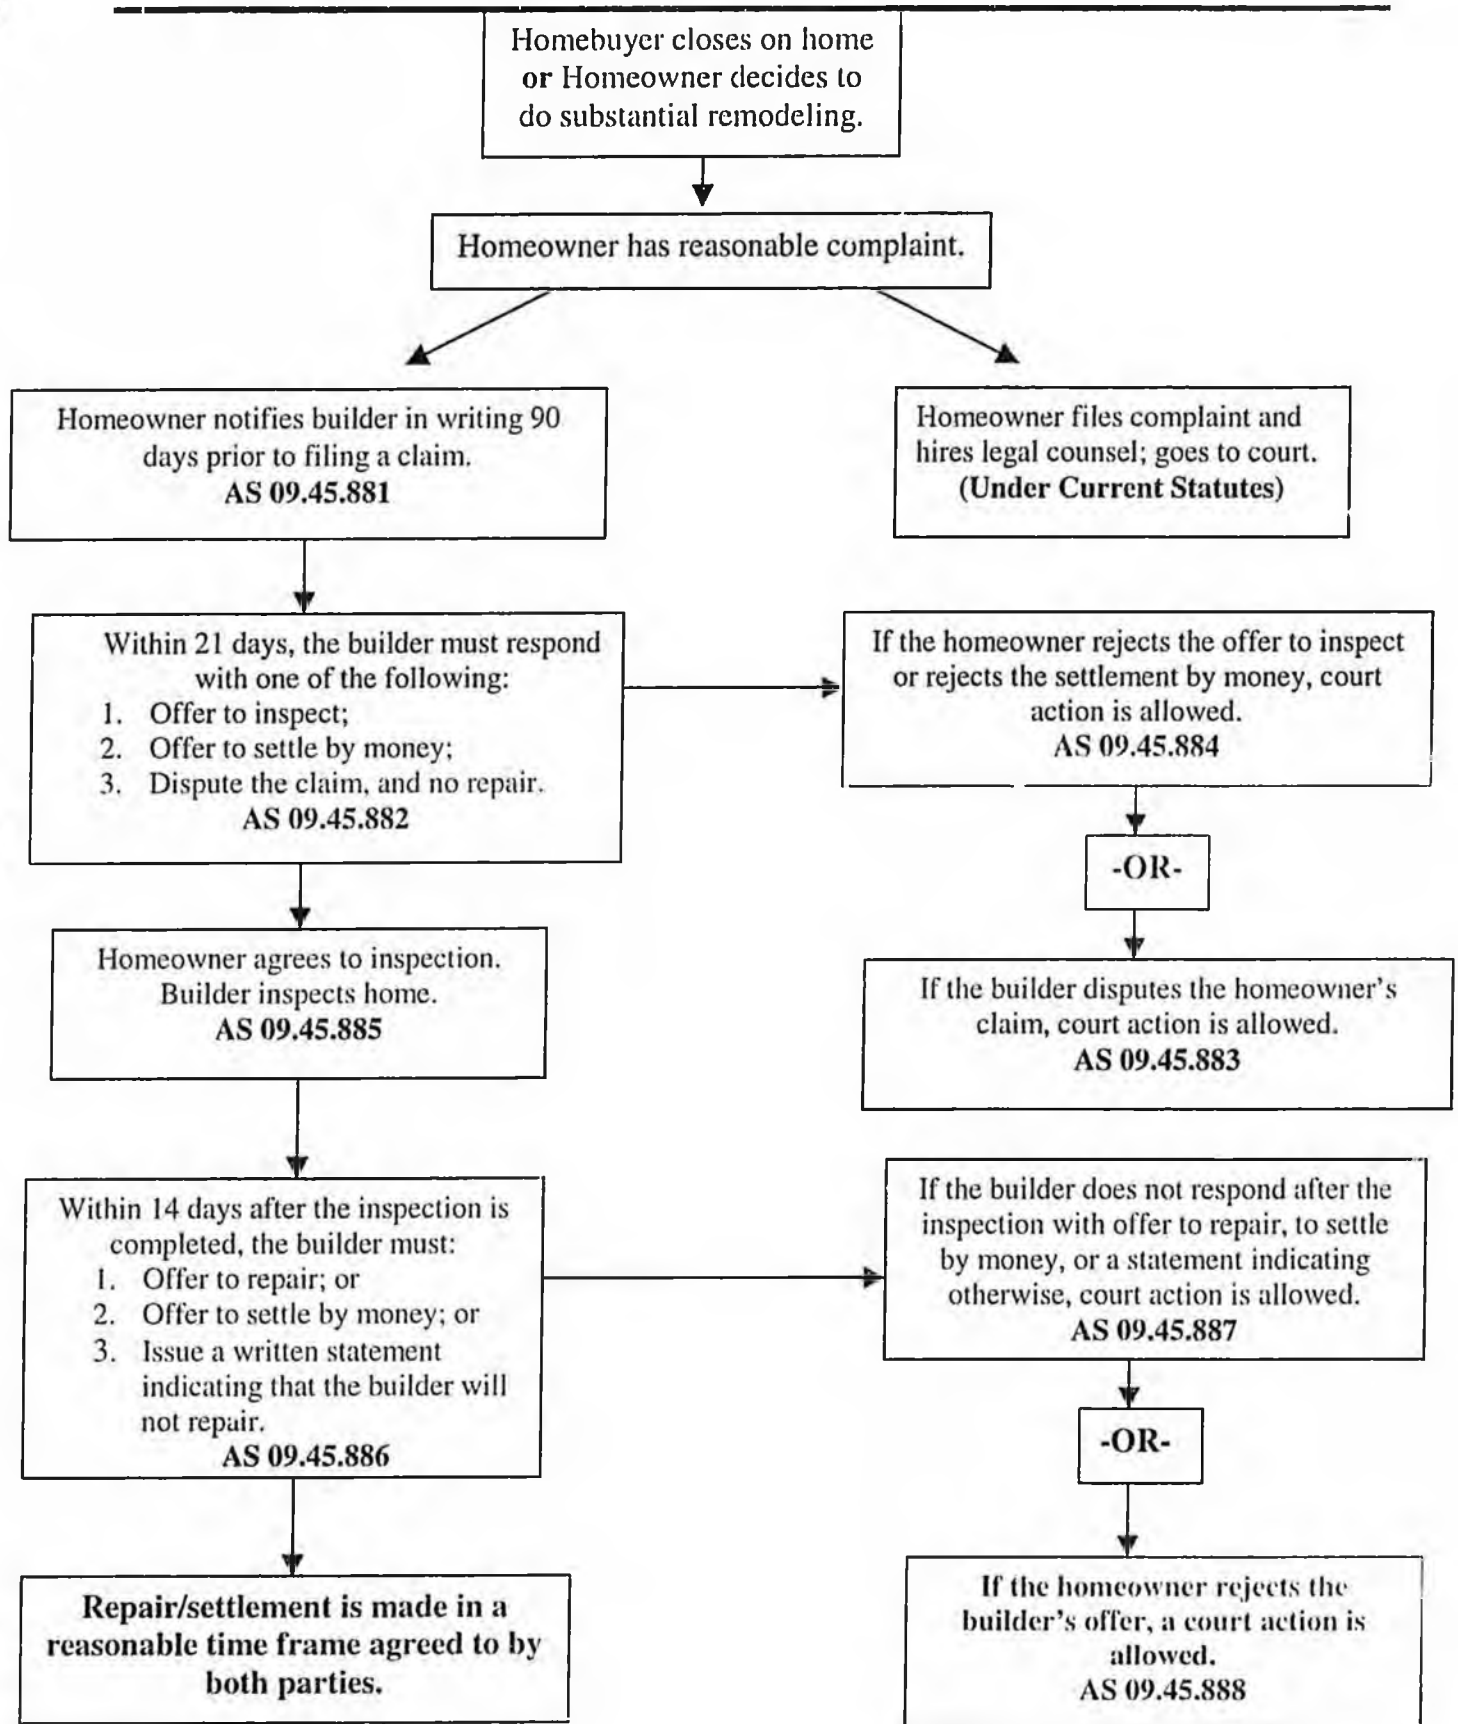 Homebuyer closes on home
or Homeowner decides to
do substantial remodeling.
Homeowner has reasonable complaint.
Homeowner notifies builder in writing 90
days prior to filing a claim.
AS 09.45.881
Homeowner files complaint and
hires legal counsel; goes to court.
(Under Current Statutes)
Within 21 days, the builder must respond
with one of the following:
1. Offer to inspect;
2. Offer to settle by money;
3. Dispute the claim, and no repair.
AS 09.45.882
If the homeowner rejects the offer to inspect
or rejects the settlement by money, court
action is allowed.
AS 09.45.884
-OR-
Homeowner agrees to inspection.
Builder inspects home.
AS 09.45.885
If the builder disputes the homeowner's
claim, court action is allowed.
AS 09.45.883
Within 14 days after the inspection is
completed, the builder must:
1. Offer to repair; or
2. Offer to settle by money; or
3. Issue a written statement
indicating that the builder will
not repair.
AS 09.45.886
If the builder does not respond after the
inspection with offer to repair, to settle
by money, or a statement indicating
otherwise, court action is allowed.
AS 09.45.887
-OR-
Repair/settlement is made in a
reasonable time frame agreed to by
both parties.
If the homeowner rejects the
builder's offer, a court action is
allowed.
AS 09.45.888